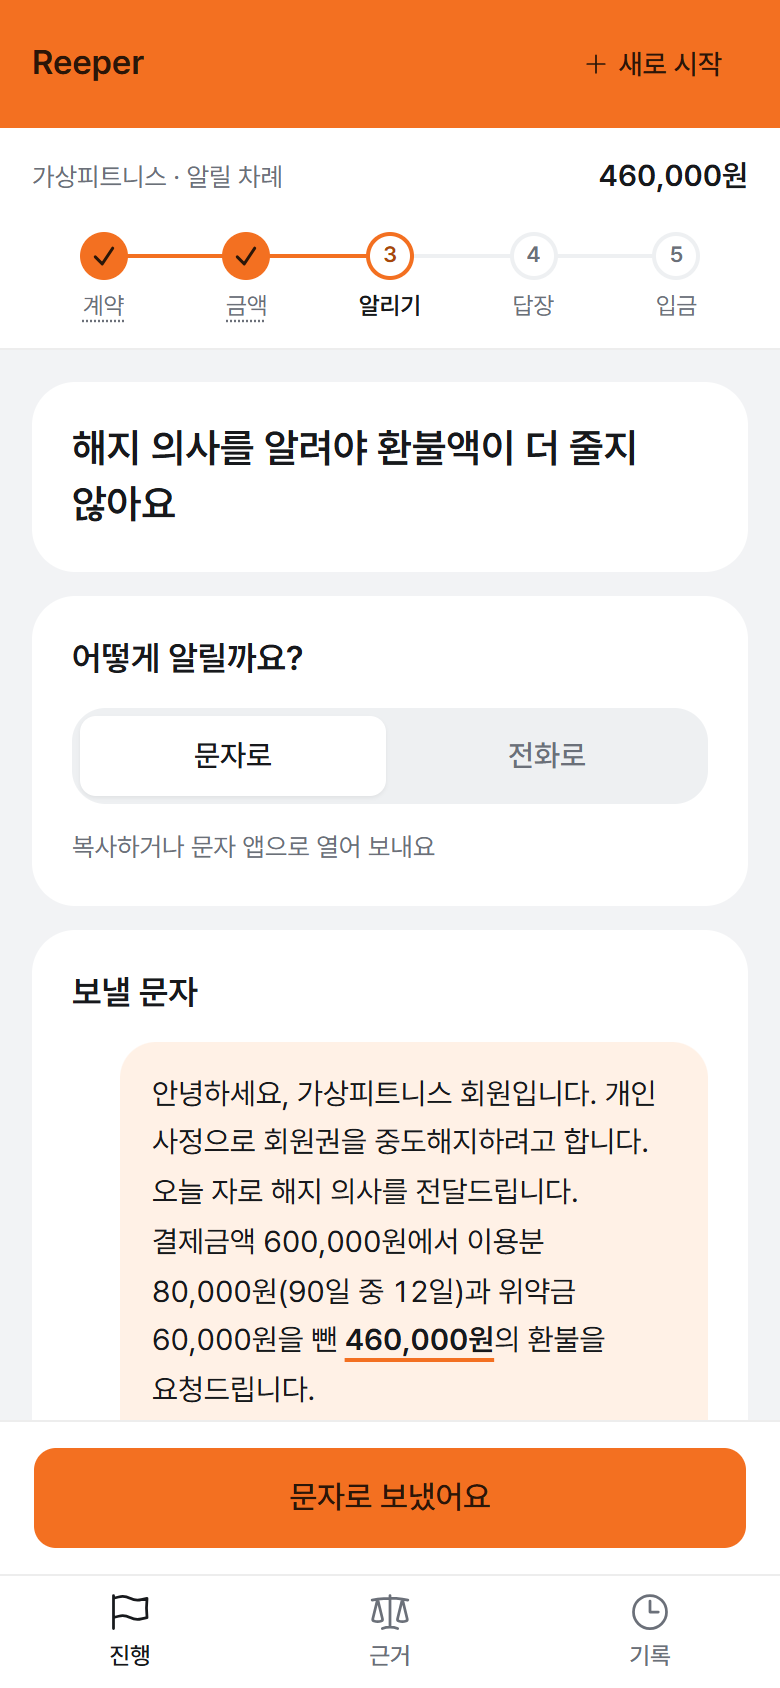 Reeper
+ 새로 시작
가상피트니스 · 알릴 차례
460,000원
3
4
5
계약
금액
알리기
답장
입금
해지 의사를 알려야 환불액이 더 줄지
않아요
어떻게 알릴까요?
문자로
전화로
복사하거나 문자 앱으로 열어 보내요
보낼 문자
안녕하세요, 가상피트니스 회원입니다. 개인
사정으로 회원권을 중도해지하려고 합니다.
오늘 자로 해지 의사를 전달드립니다.
결제금액 600,000원에서 이용분
80,000원(90일 중 12일)과 위약금
60,000원을 뺀 460,000원의 환불을
요청드립니다.
문자로 보냈어요
진행
근거
기록